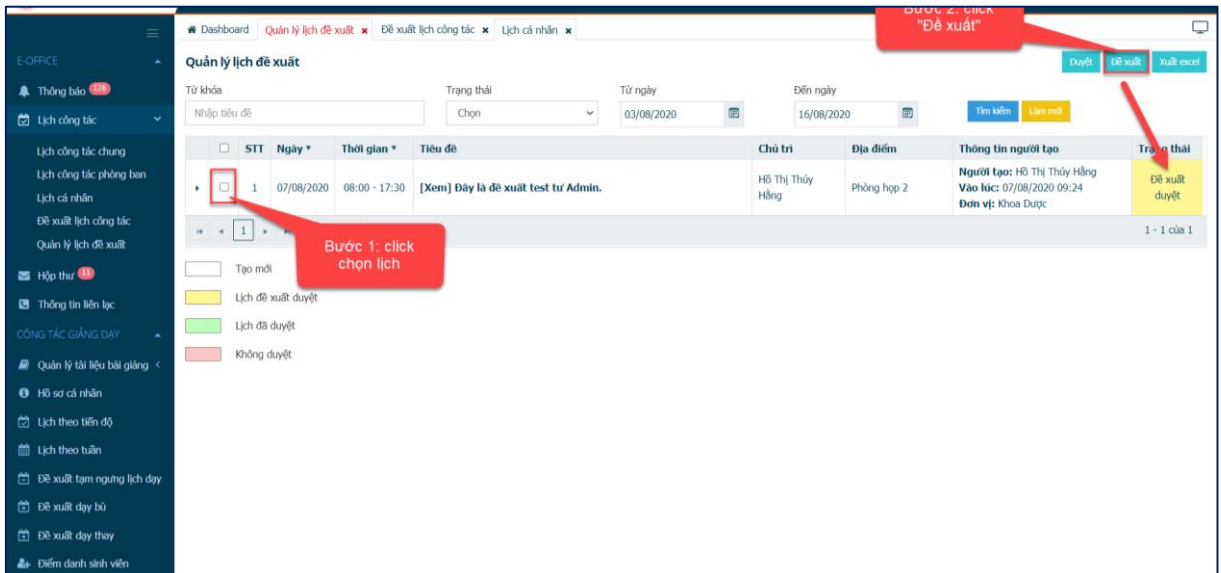 Dashboard Quản lý lịch đề xuất × Đề xuất lịch công tác × Lịch cá nhân ×
Bước 2: click
"Đề xuất"
E-OFFICE
Thông báo 126
Lịch công tác
Lịch công tác chung
Lịch công tác phòng ban
Lịch cá nhân
Đề xuất lịch công tác
Quản lý lịch đề xuất
Hộp thư 11
Thông tin liên lạc
CÔNG TÁC GIẢNG DẠY
Quản lý tài liệu bài giảng
Hồ sơ cá nhân
Lịch theo tiến độ
Lịch theo tuần
Đề xuất tạm ngưng lịch dạy
Đề xuất dạy bù
Đề xuất dạy thay
Điểm danh sinh viên
Quản lý lịch đề xuất
Duyệt Đề xuất Xuất excel
Từ khóa Trạng thái Từ ngày Đến ngày
Nhập tiêu đề Chọn 03/08/2020 16/08/2020 Tìm kiếm Làm mới
STT Ngày Thời gian Tiêu đề Chủ trì Địa điểm Thông tin người tạo Trạng thái
1 07/08/2020 08:00 - 17:30 [Xem] Đây là đề xuất test từ Admin. Hồ Thị Thúy Hằng Phòng họp 2
Người tạo: Hồ Thị Thúy Hằng
Vào lúc: 07/08/2020 09:24
Đơn vị: Khoa Dược
Đề xuất
duyệt
1 1 - 1 của 1
Bước 1: click
chọn lịch
Tạo mới
Lịch đề xuất duyệt
Lịch đã duyệt
Không duyệt